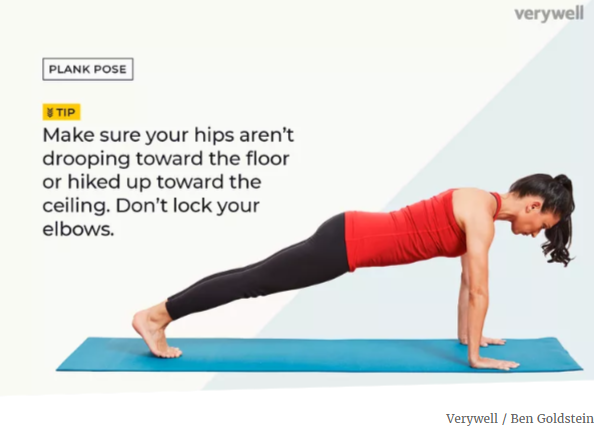 verywell
PLANK POSE
TIP
Make sure your hips aren't
drooping toward the floor
or hiked up toward the
ceiling. Don't lock your
elbows.
Verywell / Ben Goldstein